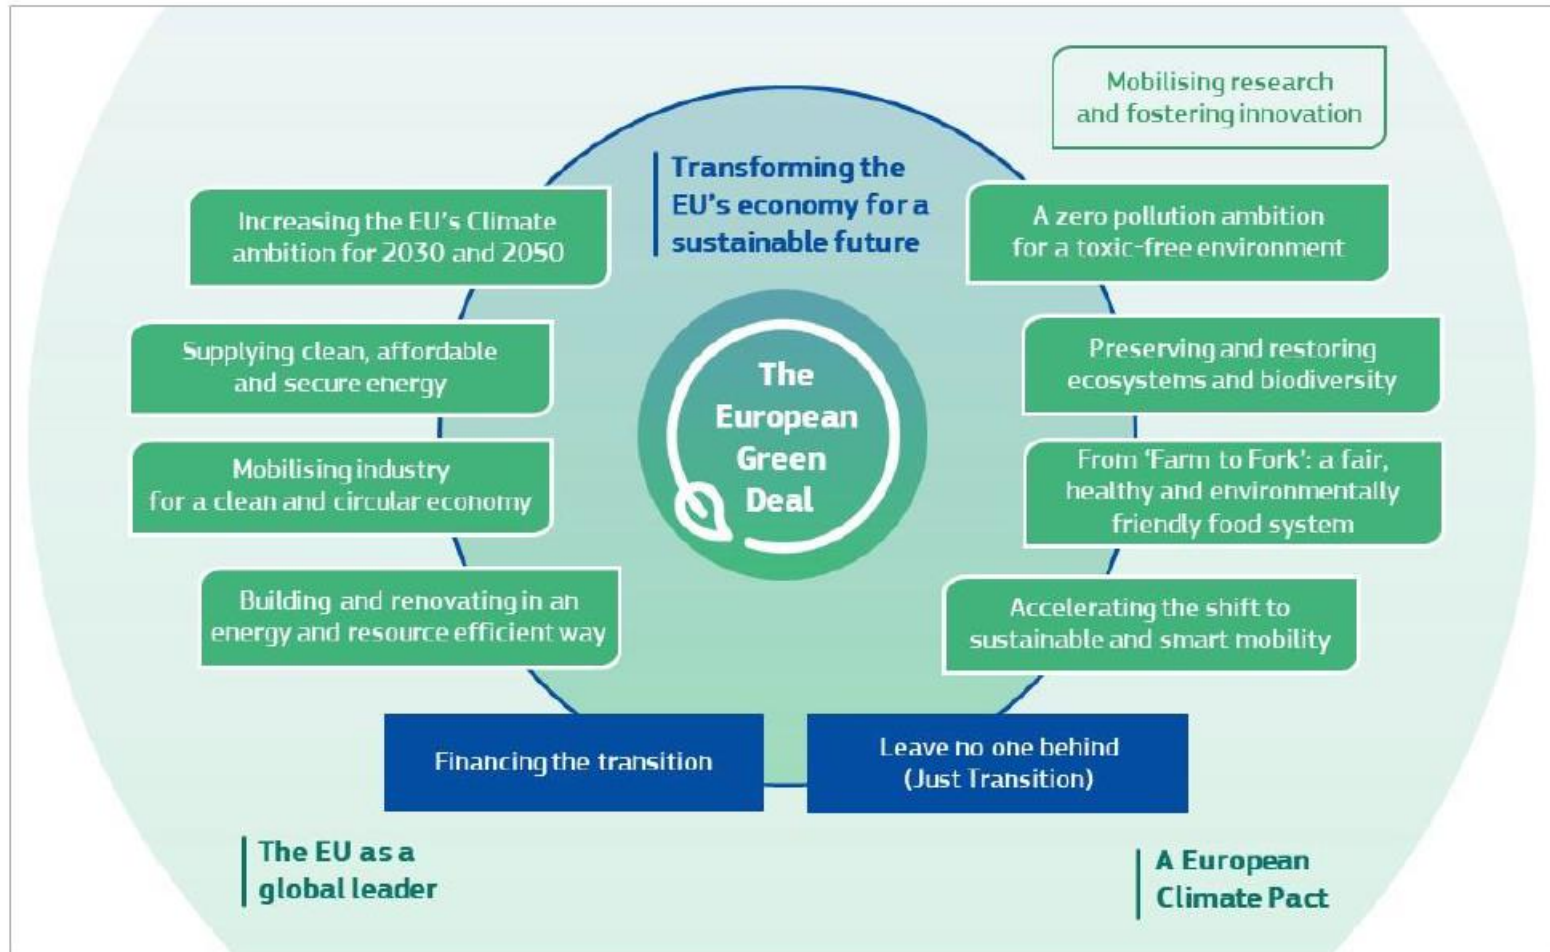 Mobilising research
and fostering innovation
Transforming the
EU's economy for a
sustainable future
Increasing the EU's Climate
ambition for 2030 and 2050
A zero pollution ambition
for a toxic-free environment
Supplying clean, affordable
and secure energy
Preserving and restoring
ecosystems and biodiversity
The
European
Green
Deal
Mobilising industry
for a clean and circular economy
From ‘Farm to Fork’: a fair,
healthy and environmentally
friendly food system
Building and renovating in an
energy and resource efficient way
Accelerating the shift to
sustainable and smart mobility
Financing the transition
Leave no one behind
(Just Transition)
The EU as a
global leader
A European
Climate Pact